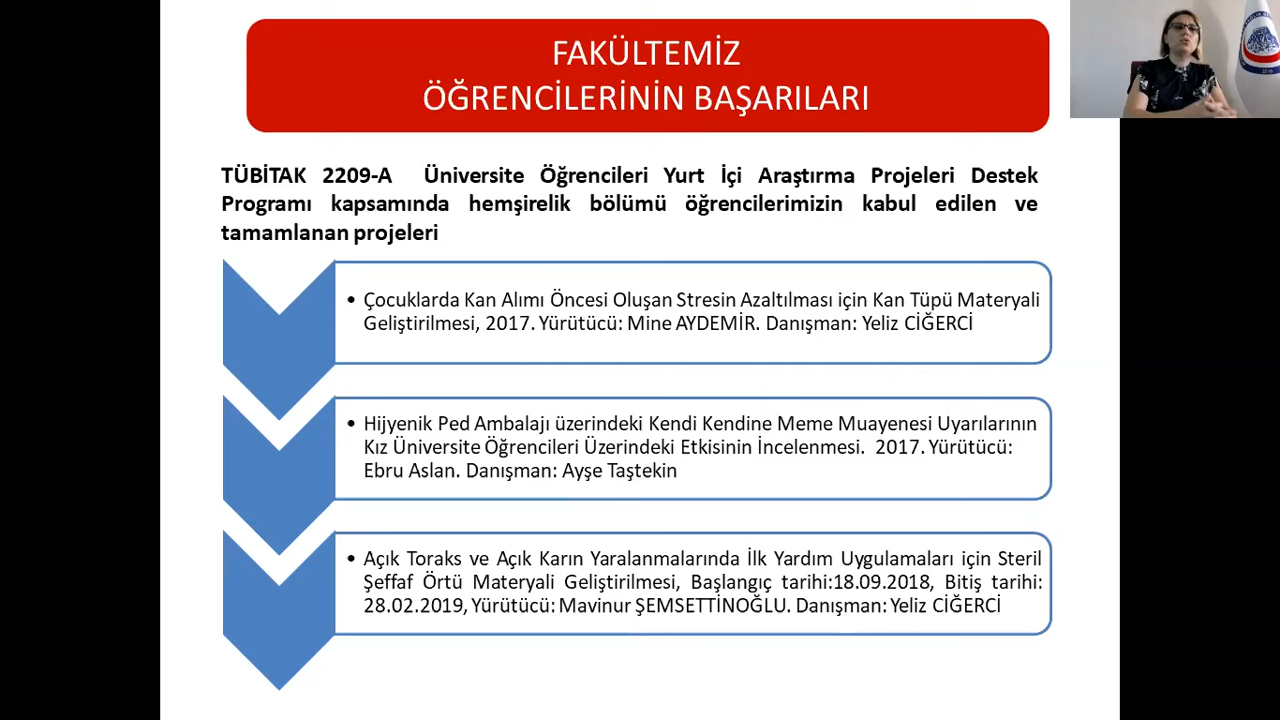 FAKÜLTEMİZ
ÖĞRENCİLERİNİN BAŞARILARI
TÜBİTAK 2209-A Üniversite Öğrencileri Yurt İçi Araştırma Projeleri Destek
Programı kapsamında hemşirelik bölümü öğrencilerimizin kabul edilen ve
tamamlanan projeleri
• Çocuklarda Kan Alımı Öncesi Oluşan Stresin Azaltılması için Kan Tüpü Materyali
Geliştirilmesi, 2017. Yürütücü: Mine AYDEMİR. Danışman: Yeliz CİĞERCİ
• Hijyenik Ped Ambalajı üzerindeki Kendi Kendine Meme Muayenesi Uyarılarının
Kız Üniversite Öğrencileri Üzerindeki Etkisinin İncelenmesi. 2017. Yürütücü:
Ebru Aslan. Danışman: Ayşe Taştekin
• Açık Toraks ve Açık Karın Yaralanmalarında İlk Yardım Uygulamaları için Steril
Şeffaf Örtü Materyali Geliştirilmesi, Başlangıç tarihi:18.09.2018, Bitiş tarihi:
28.02.2019, Yürütücü: Mavinur ŞEMSETTİNOĞLU. Danışman: Yeliz CİĞERCİ